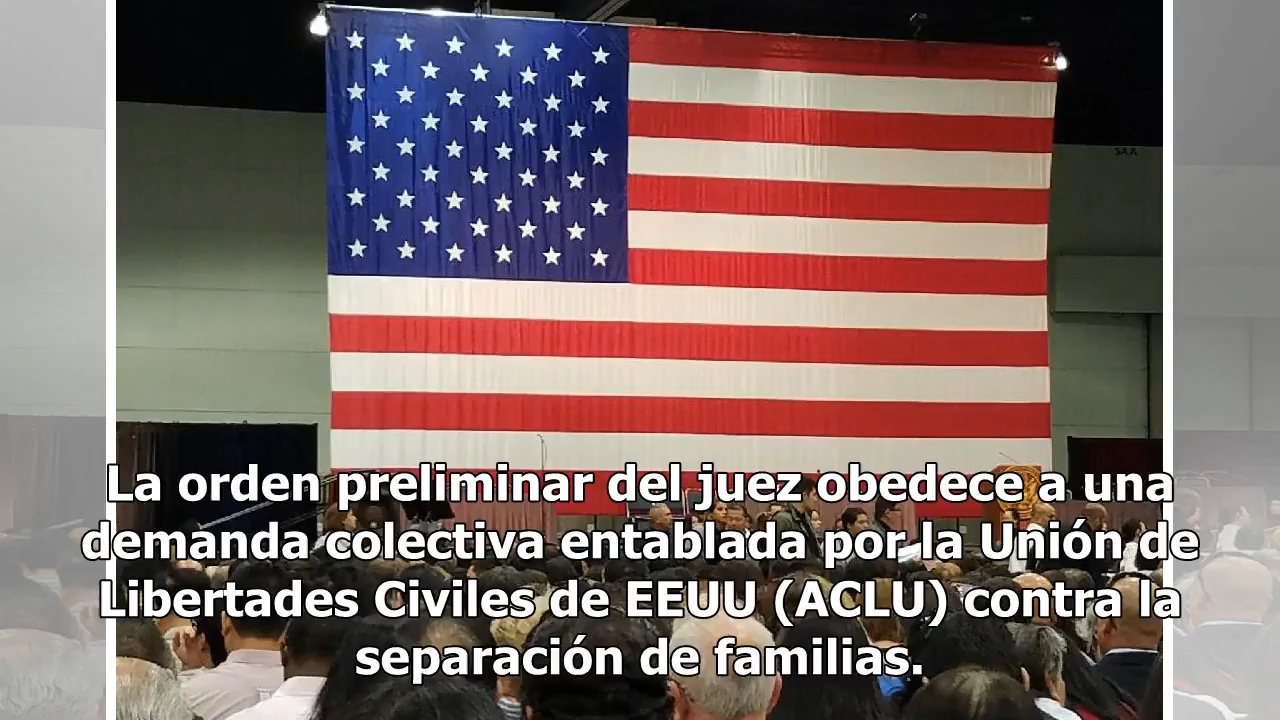 La orden preliminar del juez obedece a una
demanda colectiva entablada por la Unión de
Libertades Civiles de EEUU (ACLU) contra la
separación de familias.